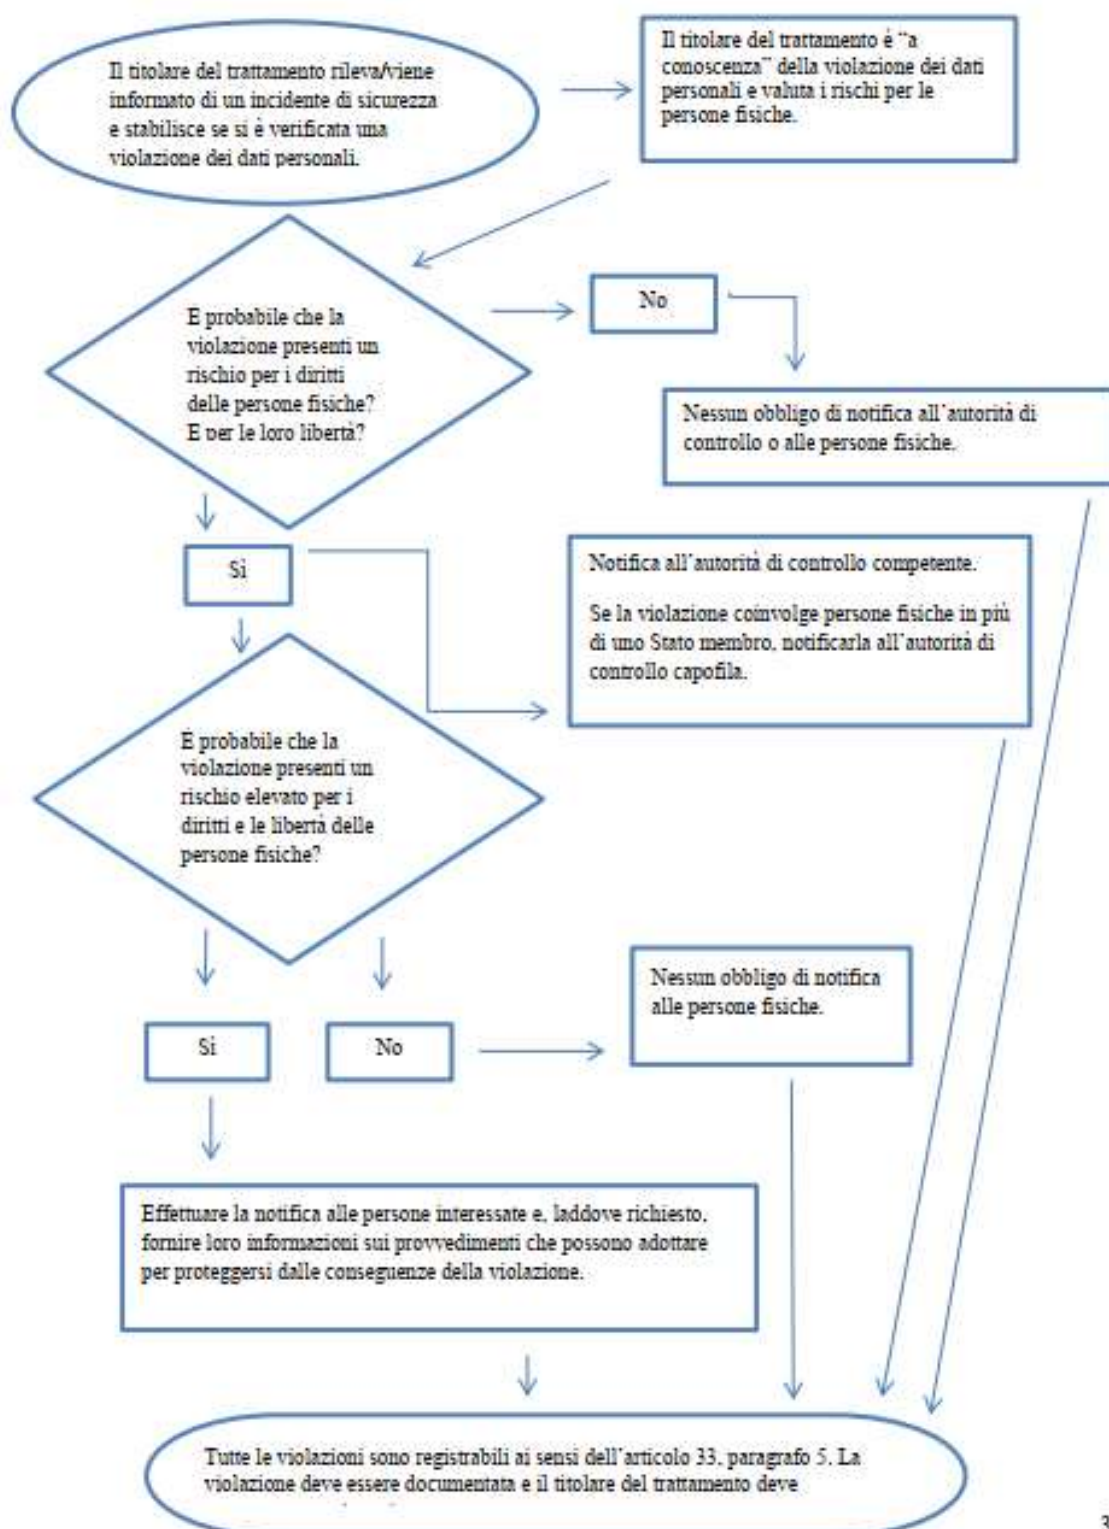 Il titolare del trattamento rileva/viene
informato di un incidente di sicurezza
e stabilisce se si è verificata una
violazione dei dati personali.
Il titolare del trattamento è “a
conoscenza” della violazione dei dati
personali e valuta i rischi per le
persone fisiche.
E probabile che la
violazione presenti un
rischio per i diritti
delle persone fisiche?
E per le loro libertà?
No
Nessun obbligo di notifica all’autorità di
controllo o alle persone fisiche.
Sì
Notifica all’autorità di controllo competente.
Se la violazione coinvolge persone fisiche in più
di uno Stato membro, notificarla all’autorità di
controllo capofila.
È probabile che la
violazione presenti un
rischio elevato per i
diritti e le libertà delle
persone fisiche?
Sì
No
Nessun obbligo di notifica
alle persone fisiche.
Effettuare la notifica alle persone interessate e, laddove richiesto,
fornire loro informazioni sui provvedimenti che possono adottare
per proteggersi dalle conseguenze della violazione.
Tutte le violazioni sono registrabili ai sensi dell’articolo 33, paragrafo 5. La
violazione deve essere documentata e il titolare del trattamento deve
3